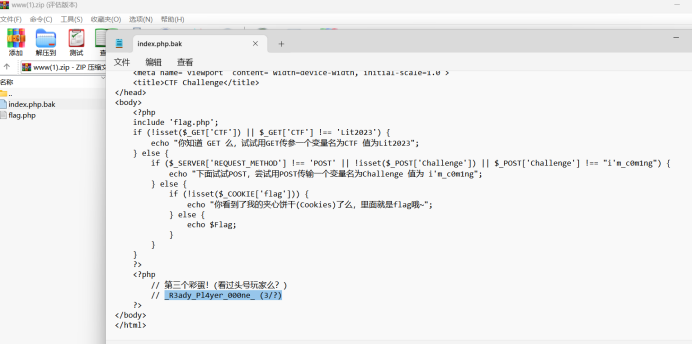 www(1).zip (评估版本)
文件(F) 命令(C) 工具(S) 收藏夹(O) 选项(N) 帮助(H)
添加 解压到 测试
www(1).zip - ZIP 压缩文
名称
..
index.php.bak
flag.php
index.php.bak
文件 编辑 查看
<meta name="viewport" content="width=device-width, initial-scale=1.0">
<title>CTF Challenge</title>
</head>
<body>
<?php
include 'flag.php';
if (!isset($_GET['CTF']) || $_GET['CTF'] !== 'Lit2023') {
echo "你知道 GET 么，试试用GET传参一个变量名为CTF 值为Lit2023";
} else {
if ($_SERVER['REQUEST_METHOD'] !== 'POST' || !isset($_POST['Challenge']) || $_POST['Challenge'] !== "i'm_c0m1ng") {
echo "下面试试POST，尝试用POST传输一个变量名为Challenge 值为 i'm_c0m1ng";
} else {
if (!isset($_COOKIE['flag'])) {
echo "你看到了我的夹心饼干(Cookies)了么，里面就是flag哦~";
} else {
echo $Flag;
}
}
}
?>
<?php
// 第三个彩蛋！(看过头号玩家么？)
// _R3ady_Pl4yer_000ne_ (3/?)
?>
</body>
</html>